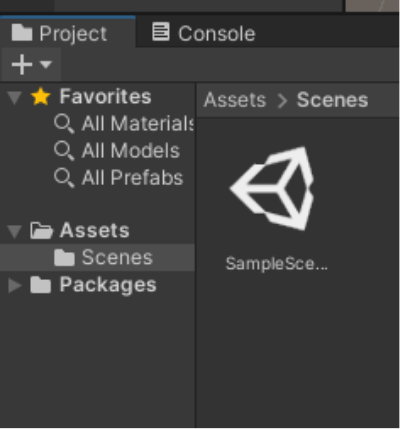 Project
Console
Favorites
All Materials
All Models
All Prefabs
Assets
Scenes
Packages
Assets > Scenes
SampleSce...